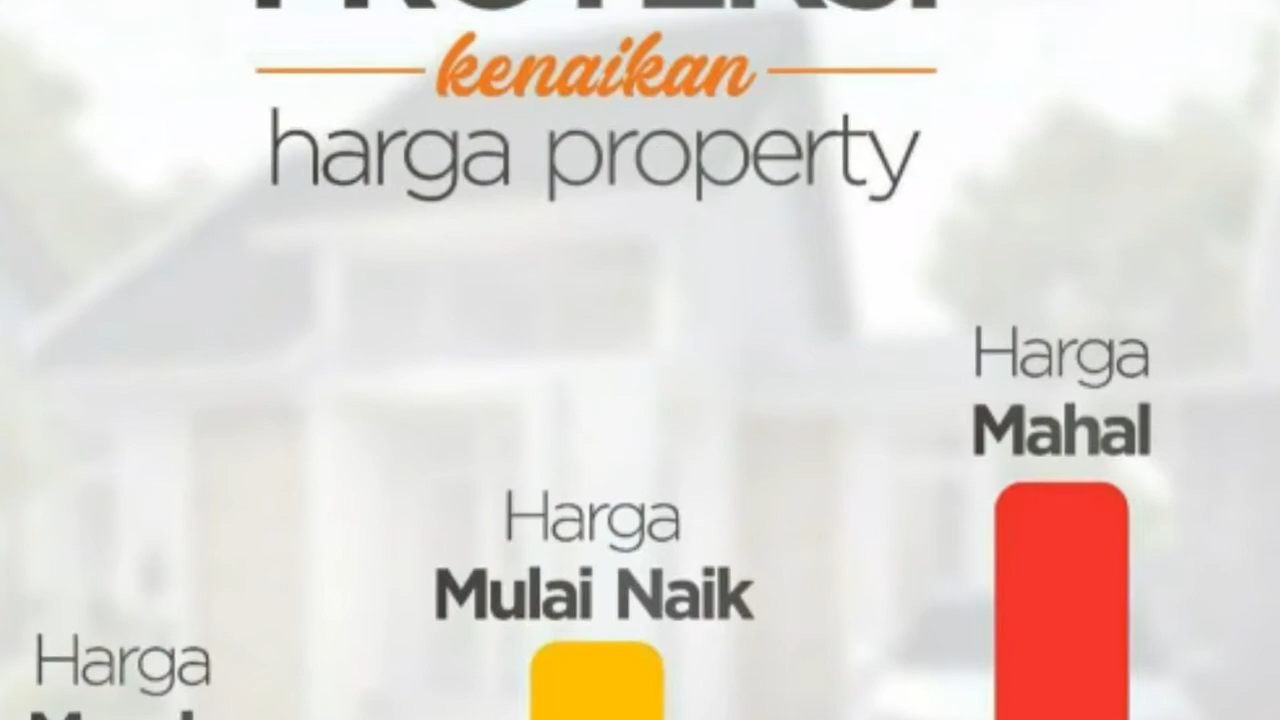 kenaikan
harga property
Harga
Mahal
Harga
Mulai Naik
Harga